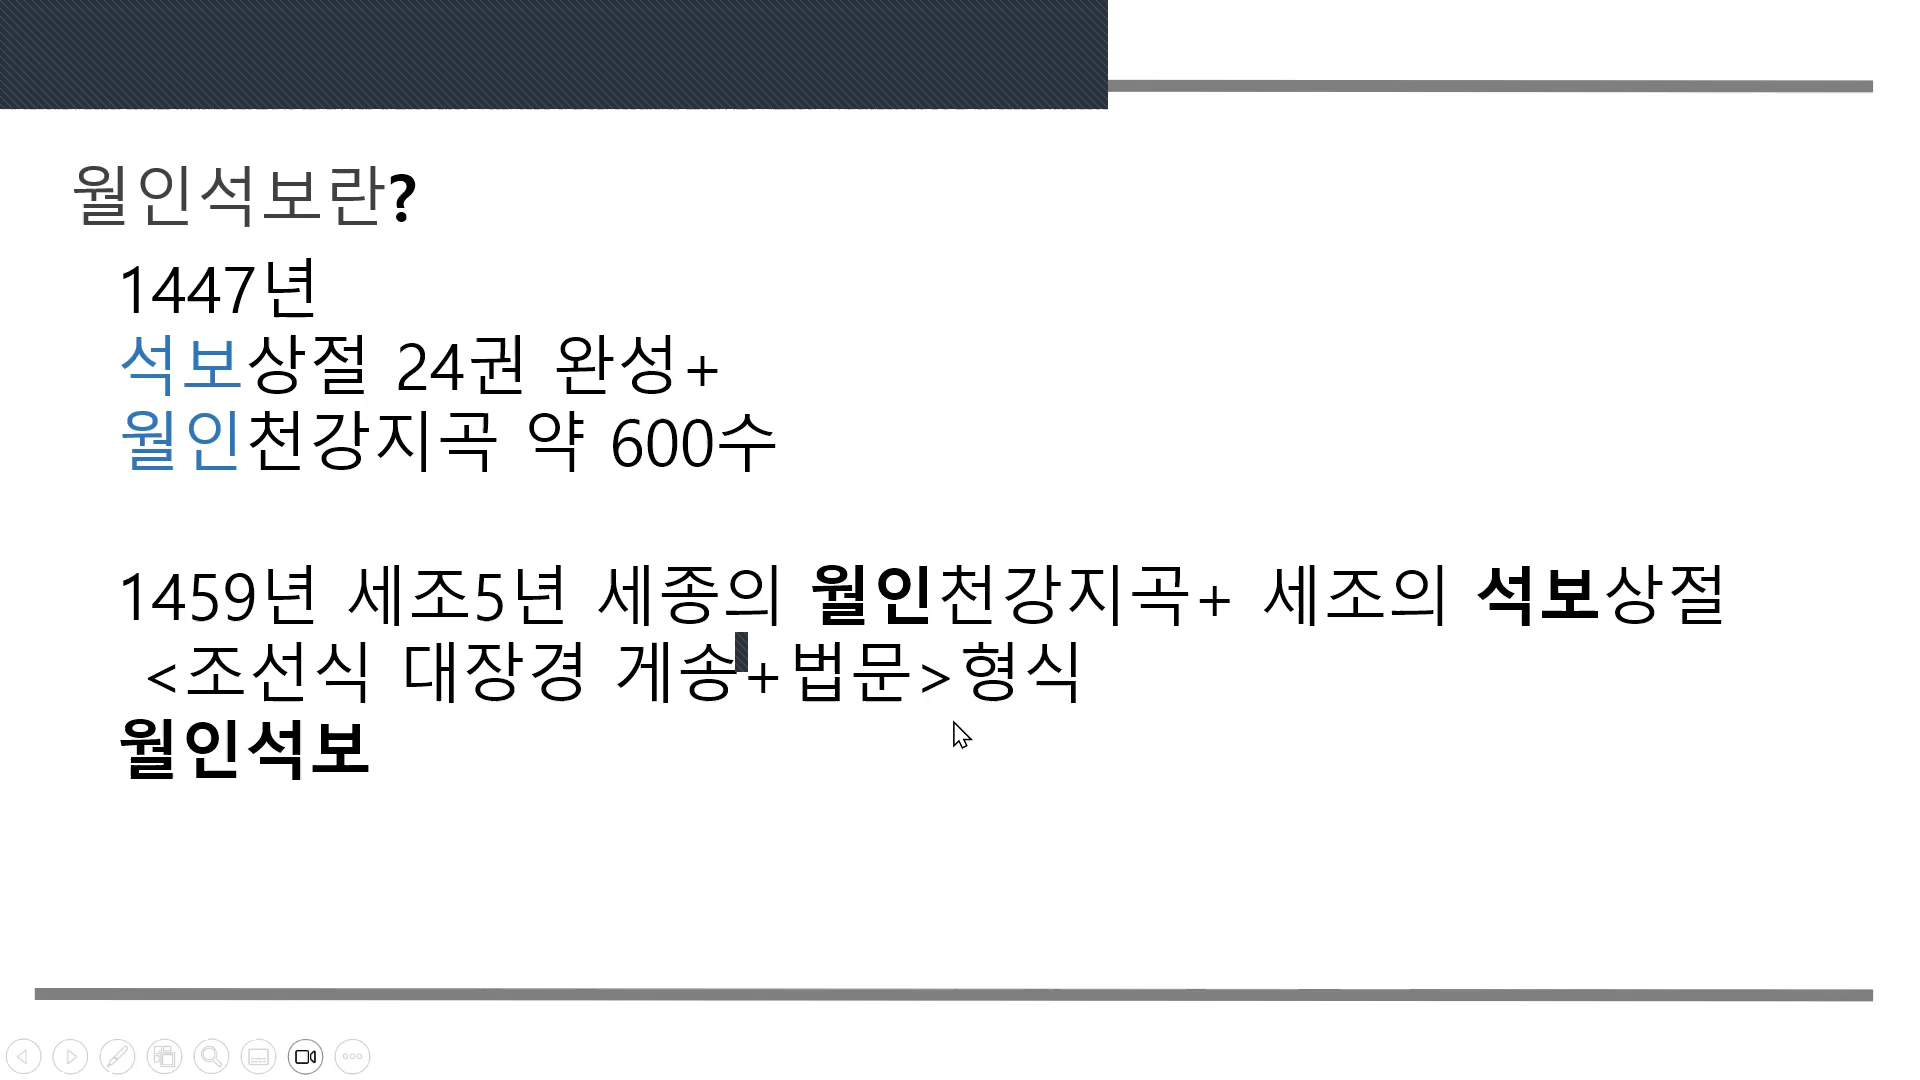 월인석보란?
1447년
석보상절 24권 완성+
월인천강지곡 약 600수
1459년 세조5년 세종의 월인천강지곡+ 세조의 석보상절
<조선식 대장경 게송+법문>형식
월인석보